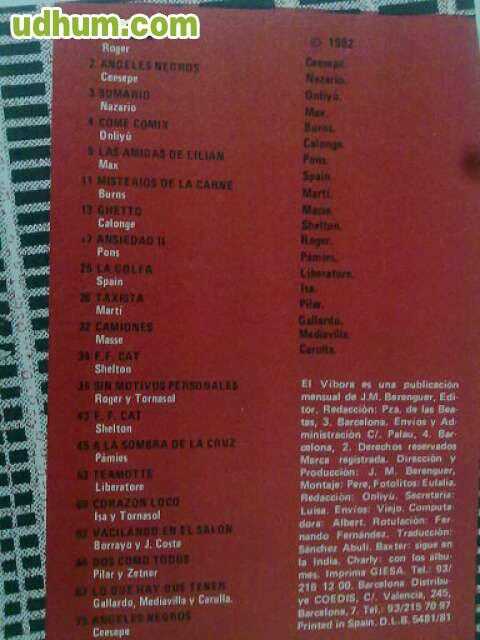 udhum.com
Roger
2 ANGELES NEGROS
Ceesepe
3 SUMARIO
Nazario
4 COME COMIX
Onliyú
5 LAS AMIGAS DE LILIAN
Max
11 MISTERIOS DE LA CARNE
Burns
13 GHETTO
Calonge
17 ANSIEDAD II
Pons
25 LA GOLFA
Spain
26 TAXISTA
Martí
32 CAMIONES
Masse
34 F.F. CAT
Shelton
SIN MOTIVOS PERSONALES
Roger y Tornasol
43 F.F. CAT
Shelton
45 A LA SOMBRA DE LA CRUZ
Pàmies
53 TEAMOTTE
Liberatore
CORAZON LOCO
Isa y Tornasol
VACILANDO EN EL SALON
Borrayo y J. Costa
DOS COMO TODOS
Pilar y Zetner
LO QUE HAY QUE TENER
Gallardo, Mediavilla y Carulla.
75 ANGELES NEGROS
Ceesepe
© 1982
Ceesepe.
Nazario.
Onliyú.
Max.
Burns.
Calonge.
Pons.
Spain.
Martí.
Masse.
Shelton.
Roger.
Pàmies.
Liberatore.
Isa.
Pilar.
Gallardo.
Mediavilla.
Carulla.
El Víbora es una publicación
mensual de J.M. Berenguer, Edi-
tor. Redacción: Pza. de las Bea-
tas, 3. Barcelona. Envíos y Ad-
ministración C/. Palau, 4. Bar-
celona, 2. Derechos reservados
Marca registrada. Dirección y
Producción: J. M. Berenguer,
Montaje: Pere, Fotolitos: Eulalia.
Redacción: Onliyú. Secretaria:
Luisa. Envíos: Viejo. Computa
dora: Albert. Rotulación: Fer-
nando Fernández. Traducción:
Sánchez Abulí. Baxter: sigue en
la India. Charly: con los albu-
mes. Imprima GIESA. Tel.: 93/
218 12 00. Barcelona Distribu-
ye COEDIS, C/. Valencia, 245,
Barcelona, 7. Tel. 93/215 70 97
Printed in Spain. D.L.B. 5481/81